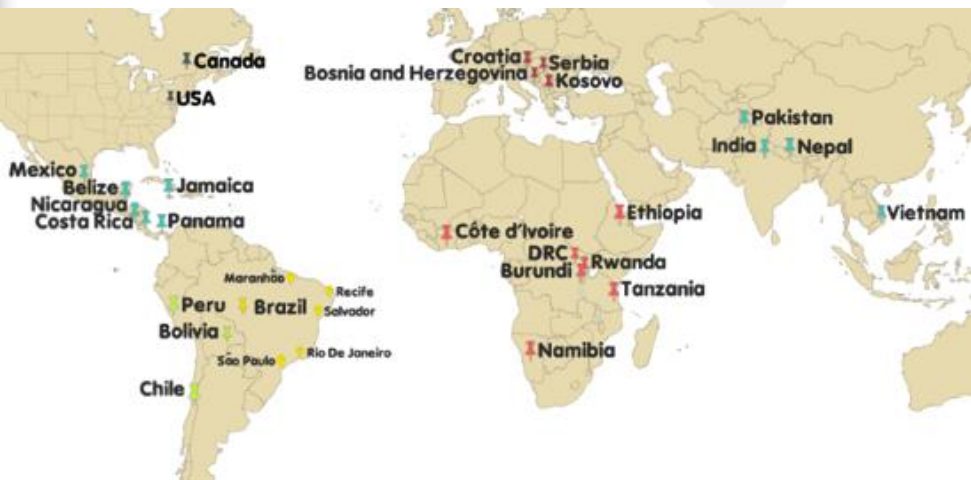 Canada
USA
Mexico
Belize
Jamaica
Nicaragua
Costa Rica
Panama
Maranhão
Recife
Peru
Brazil
Salvador
Bolivia
São Paulo
Rio De Janeiro
Chile
Croatia
Serbia
Bosnia and Herzegovina
Kosovo
Côte d'Ivoire
Ethiopia
DRC
Rwanda
Burundi
Tanzania
Namibia
Pakistan
India
Nepal
Vietnam